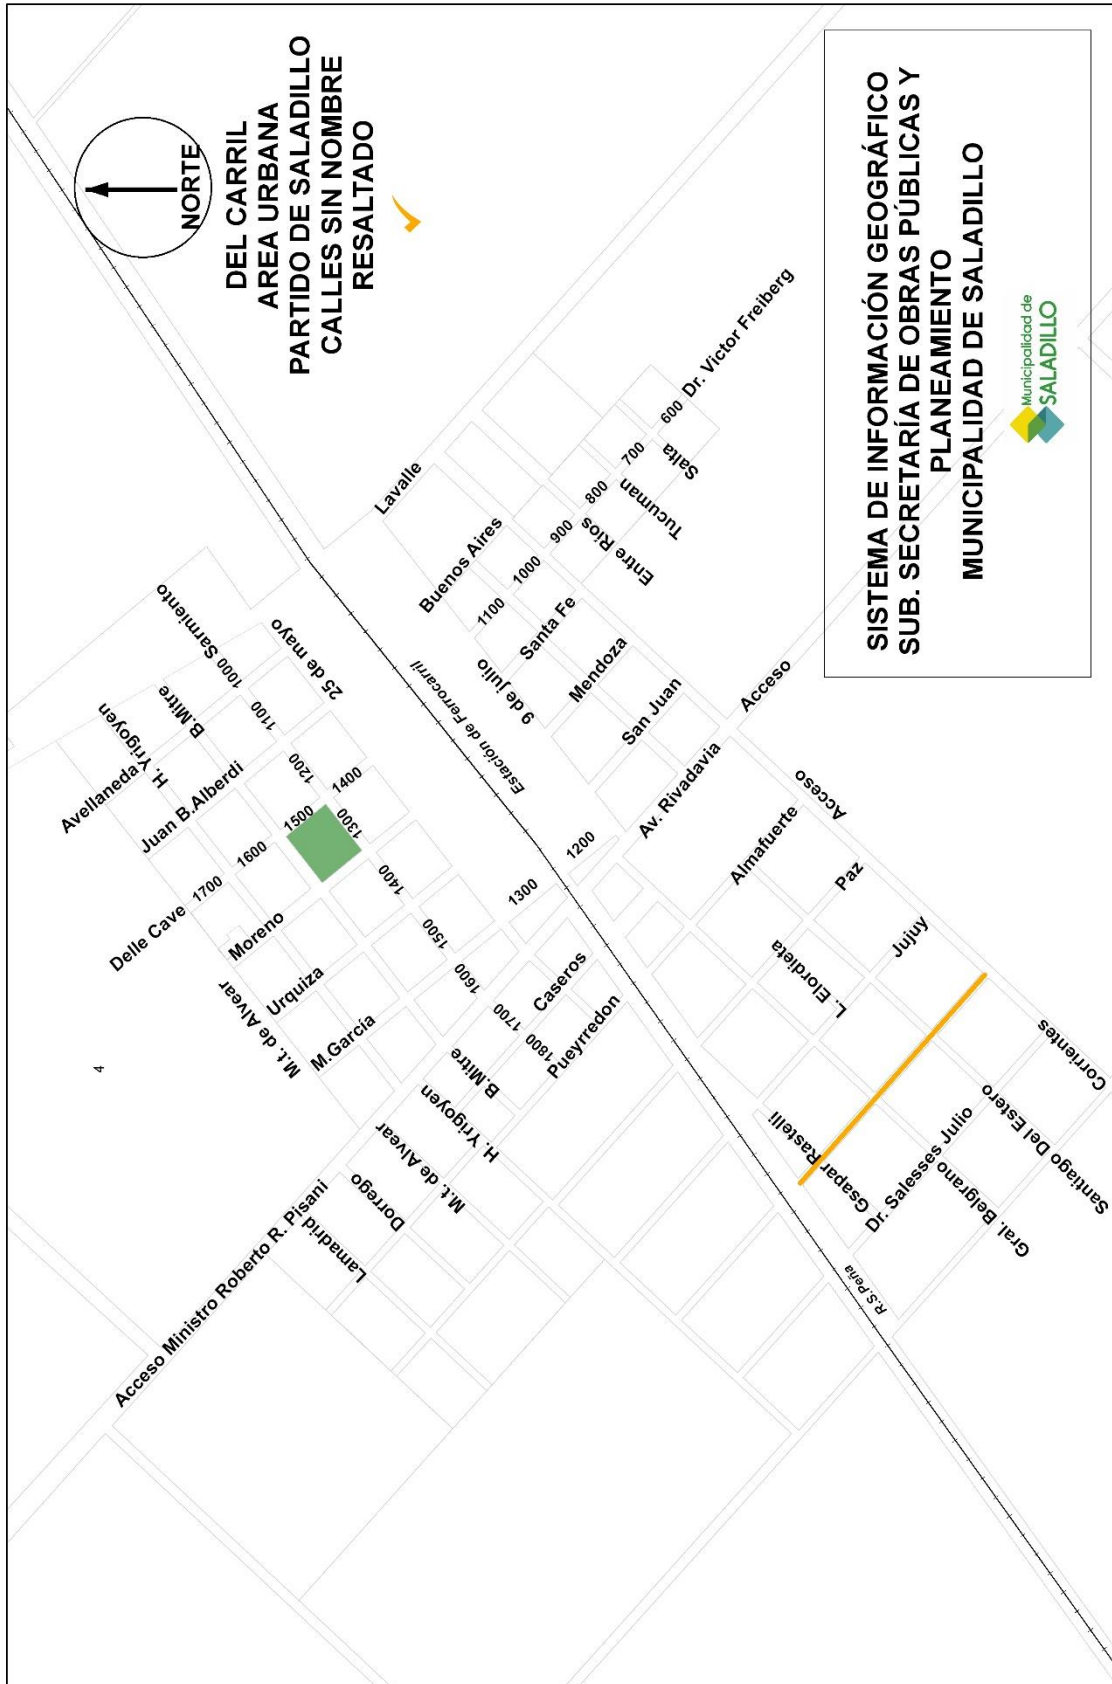 NORTE
DEL CARRIL
AREA URBANA
PARTIDO DE SALADILLO
CALLES SIN NOMBRE
RESALTADO
SISTEMA DE INFORMACIÓN GEOGRÁFICO
SUB. SECRETARÍA DE OBRAS PÚBLICAS Y
PLANEAMIENTO
MUNICIPALIDAD DE SALADILLO
Municipalidad de
SALADILLO
Sarmiento
1000
1100
1200
1300
1400
1500
1600
1700
1800
25 de mayo
B.Mitre
H. Yrigoyen
Avellaneda
Juan B.Alberdi
1400
1500
1600
1700
Delle Cave
Moreno
Urquiza
M.García
M.t. de Alvear
4
Estación de Ferrocarril
1200
1300
Caseros
Pueyrredon
B.Mitre
H. Yrigoyen
M.t. de Alvear
Dorrego
Lamadrid
Acceso Ministro Roberto R. Pisani
Lavalle
Buenos Aires
Dr. Victor Freiberg
600
700
800
900
1000
1100
Salta
Tucuman
Entre Rios
Santa Fe
9 de julio
Mendoza
San Juan
Acceso
Av. Rivadavia
Acceso
Almafuerte
Paz
Jujuy
L. Elordieta
Gsapar Rastelli
Dr. Salesses Julio
Gral. Belgrano
Santiago Del Estero
Corrientes
R.S.Peña